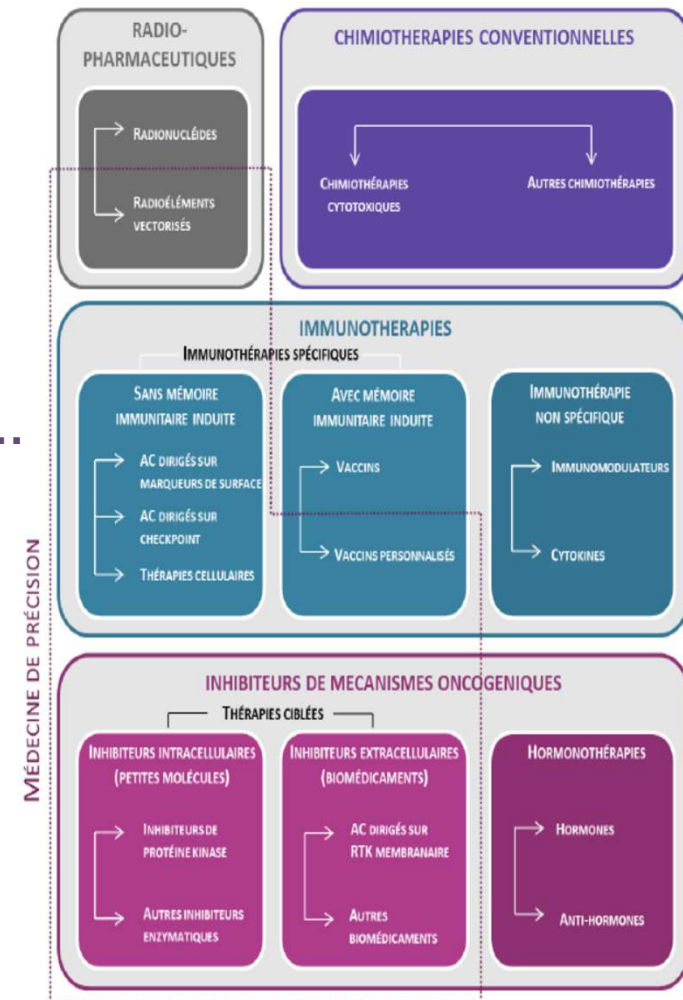 RADIO-
PHARMACEUTIQUES
RADIONUCLÉIDES
RADIOÉLÉMENTS
VECTORISÉS
CHIMIOTHERAPIES CONVENTIONNELLES
CHIMIOTHÉRAPIES
CYTOTOXIQUES
AUTRES CHIMIOTHÉRAPIES
IMMUNOTHERAPIES
IMMUNOTHÉRAPIES SPÉCIFIQUES
SANS MÉMOIRE
IMMUNITAIRE INDUITE
AC DIRIGÉS SUR
MARQUEURS DE SURFACE
AC DIRIGÉS SUR
CHECKPOINT
THÉRAPIES CELLULAIRES
AVEC MÉMOIRE
IMMUNITAIRE INDUITE
VACCINS
VACCINS PERSONNALISÉS
IMMUNOTHÉRAPIE
NON SPÉCIFIQUE
IMMUNOMODULATEURS
CYTOKINES
..
MÉDECINE DE PRÉCISION
INHIBITEURS DE MECANISMES ONCOGENIQUES
THÉRAPIES CIBLÉES
INHIBITEURS INTRACELLULAIRES
(PETITES MOLÉCULES)
INHIBITEURS DE
PROTÉINE KINASE
AUTRES INHIBITEURS
ENZYMATIQUES
INHIBITEURS EXTRACELLULAIRES
(BIOMÉDICAMENTS)
AC DIRIGÉS SUR
RTK MEMBRANAIRE
AUTRES
BIOMÉDICAMENTS
HORMONOTHÉRAPIES
HORMONES
ANTI-HORMONES